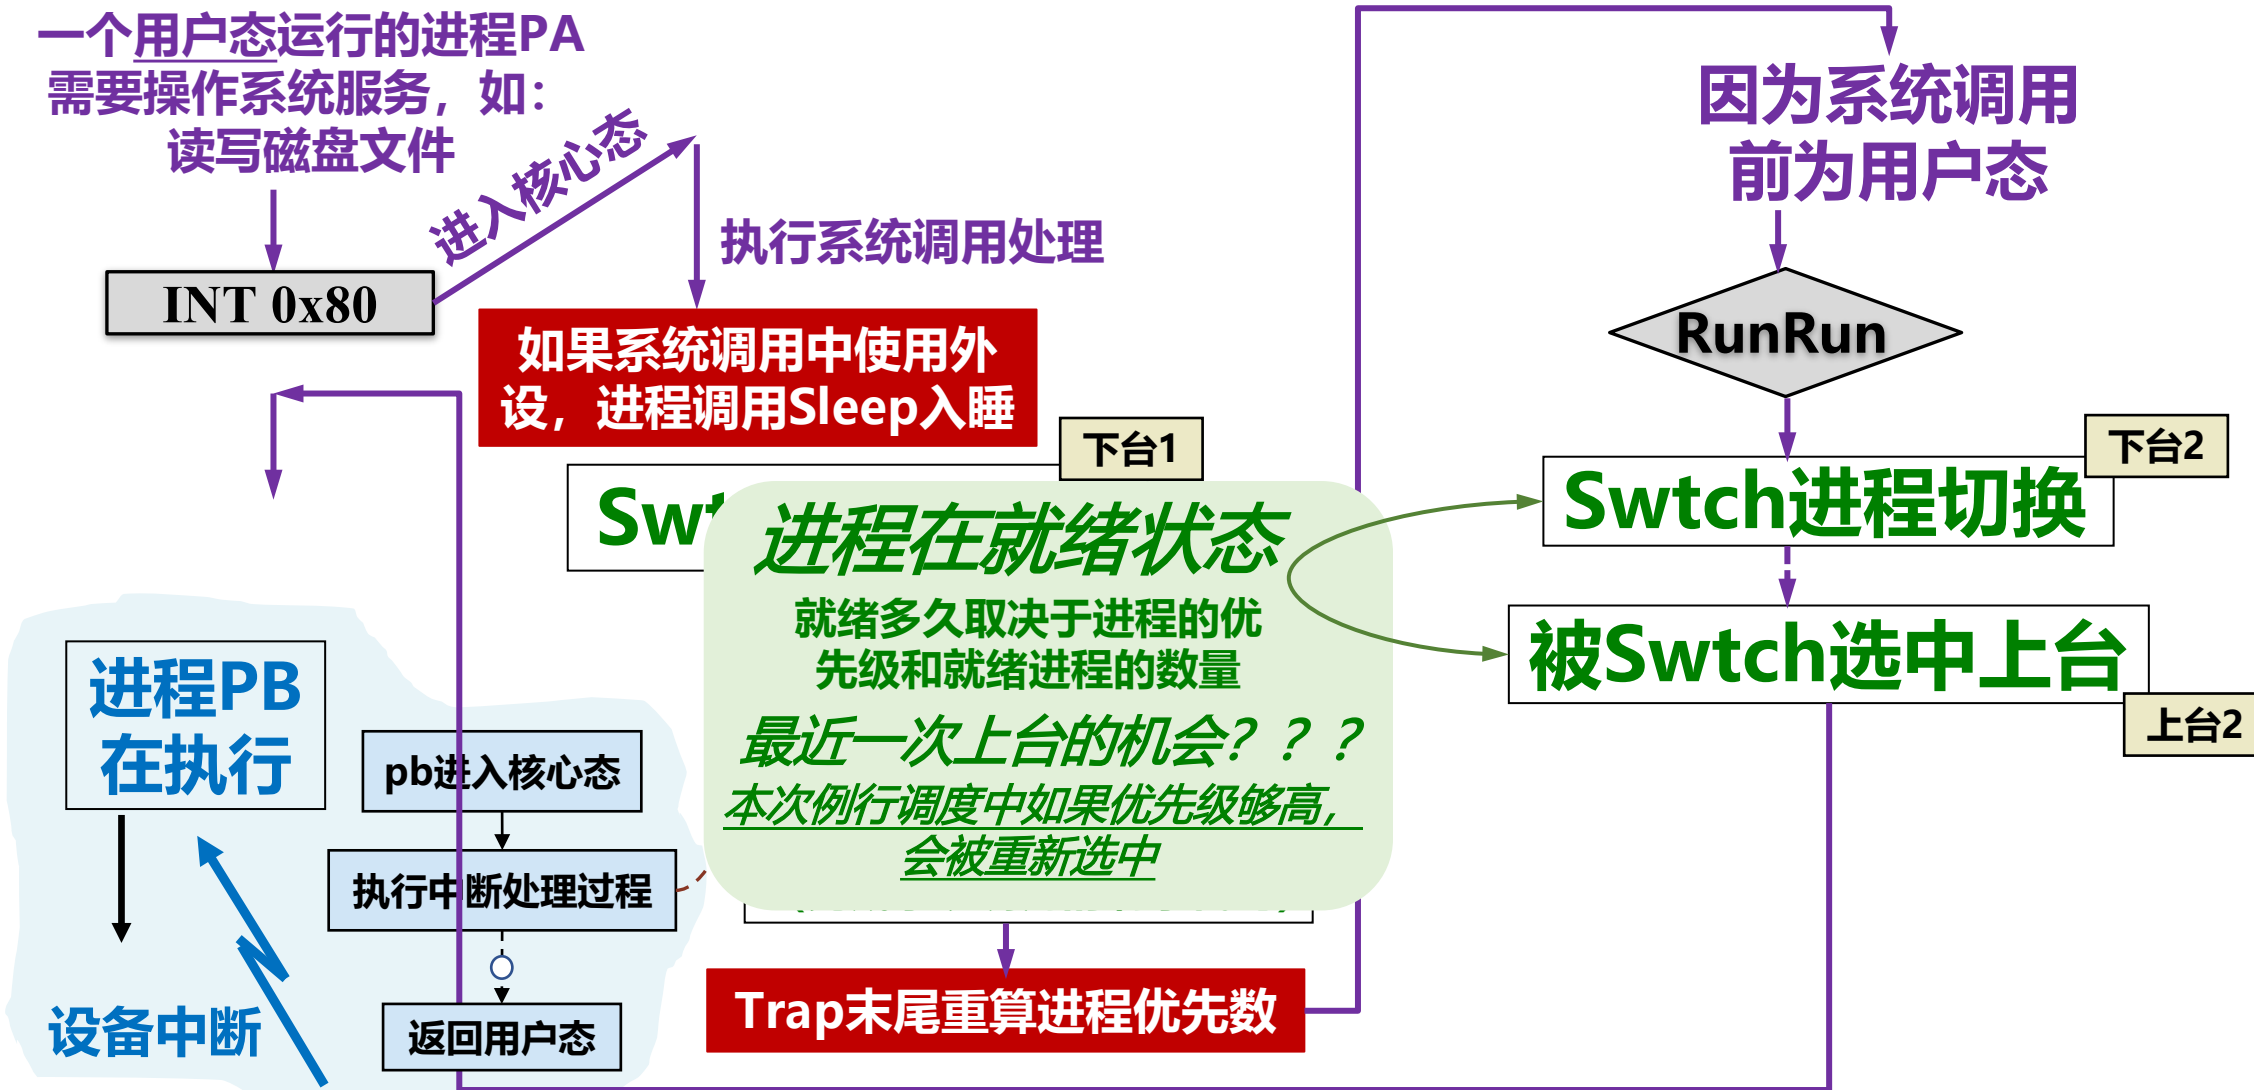 一个用户态运行的进程PA
需要操作系统服务，如：
读写磁盘文件
进入核心态
INT 0x80
执行系统调用处理
如果系统调用中使用外
设，进程调用Sleep入睡
下台1
进程在就绪状态
就绪多久取决于进程的优
先级和就绪进程的数量
最近一次上台的机会？？？
本次例行调度中如果优先级够高，
会被重新选中
Trap末尾重算进程优先数
因为系统调用
前为用户态
RunRun
下台2
Swtch进程切换
被Swtch选中上台
上台2
进程PB
在执行
设备中断
pb进入核心态
执行中断处理过程
返回用户态